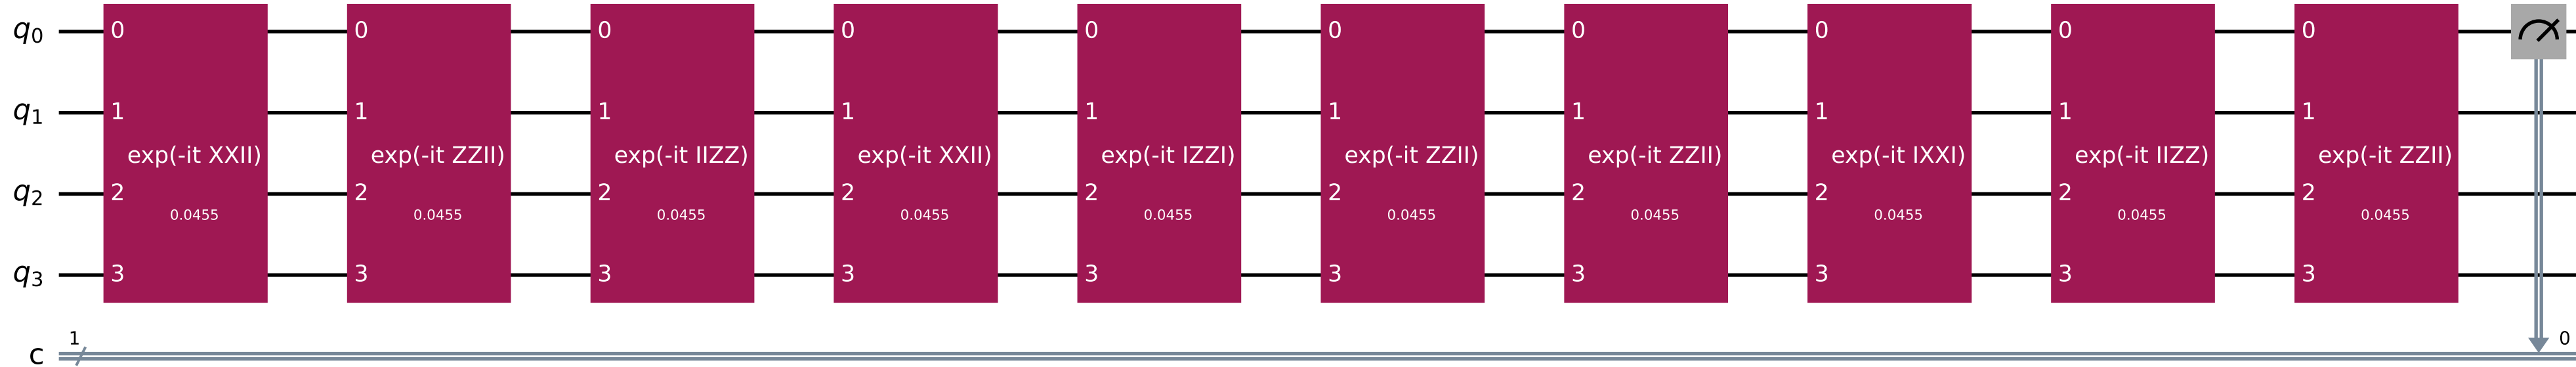 q0 0 0 0 0 0 0 0 0 0 0
q1 1 1 1 1 1 1 1 1 1 1
exp(-it XXII) exp(-it ZZII) exp(-it IIZZ) exp(-it XXII) exp(-it IZZI) exp(-it ZZII) exp(-it ZZII) exp(-it IXXI) exp(-it IIZZ) exp(-it ZZII)
q2 2 2 2 2 2 2 2 2 2 2
0.0455 0.0455 0.0455 0.0455 0.0455 0.0455 0.0455 0.0455 0.0455 0.0455
q3 3 3 3 3 3 3 3 3 3 3
1 0
c